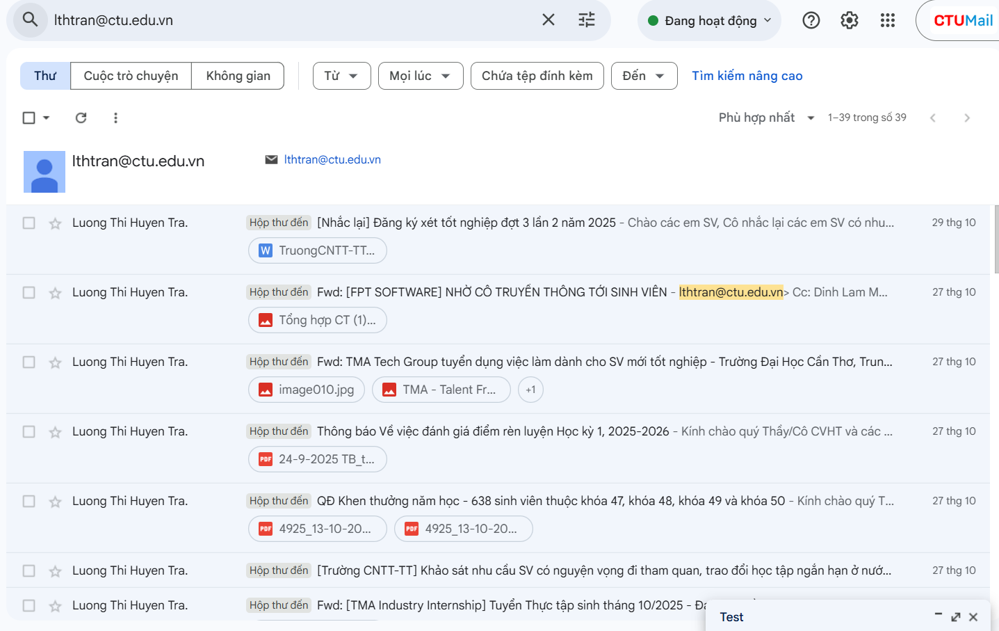 lthtran@ctu.edu.vn
Đang hoạt động
CTUMail
Thư
Cuộc trò chuyện
Không gian
Từ
Mọi lúc
Chứa tệp đính kèm
Đến
Tìm kiếm nâng cao
Phù hợp nhất
1–39 trong số 39
lthtran@ctu.edu.vn
lthtran@ctu.edu.vn
Luong Thi Huyen Tra. Hộp thư đến [Nhắc lại] Đăng ký xét tốt nghiệp đợt 3 lần 2 năm 2025 - Chào các em SV, Cô nhắc lại các em SV có nhu... 29 thg 10
W TruongCNTT-TT...
Luong Thi Huyen Tra. Hộp thư đến Fwd: [FPT SOFTWARE] NHỜ CÔ TRUYỀN THÔNG TỚI SINH VIÊN - lthtran@ctu.edu.vn> Cc: Dinh Lam M... 27 thg 10
Tổng hợp CT (1)...
Luong Thi Huyen Tra. Hộp thư đến Fwd: TMA Tech Group tuyển dụng việc làm dành cho SV mới tốt nghiệp - Trường Đại Học Cần Thơ, Trun... 27 thg 10
image010.jpg TMA - Talent Fr... +1
Luong Thi Huyen Tra. Hộp thư đến Thông báo Về việc đánh giá điểm rèn luyện Học kỳ 1, 2025-2026 - Kính chào quý Thầy/Cô CVHT và các ... 27 thg 10
PDF 24-9-2025 TB_t...
Luong Thi Huyen Tra. Hộp thư đến QĐ Khen thưởng năm học - 638 sinh viên thuộc khóa 47, khóa 48, khóa 49 và khóa 50 - Kính chào quý T... 27 thg 10
PDF 4925_13-10-20... PDF 4925_13-10-20...
Luong Thi Huyen Tra. Hộp thư đến [Trường CNTT-TT] Khảo sát nhu cầu SV có nguyện vọng đi tham quan, trao đổi học tập ngắn hạn ở nướ... 27 thg 10
Luong Thi Huyen Tra. Hộp thư đến Fwd: [TMA Industry Internship] Tuyển Thực tập sinh tháng 10/2025 -
Test